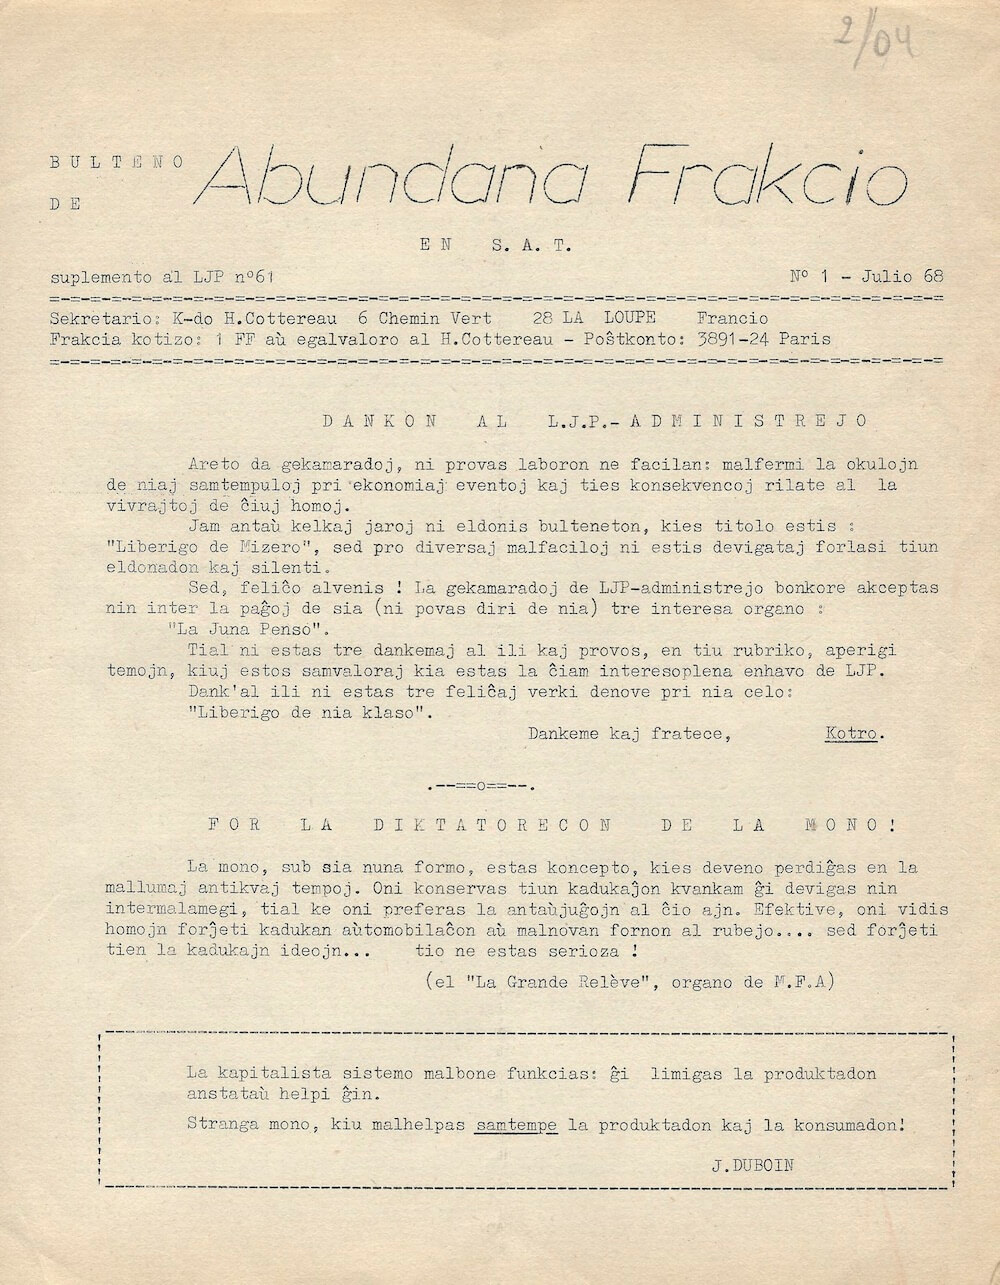 2/04
BULTENO
DE
Abundana Frakcio
EN S.A.T.
suplemento al LJP nº61
Nº 1 - Julio 68
Sekretario: K-do H.Cottereau 6 Chemin Vert 28 LA LOUPE Francio
Frakcia kotizo: 1 FF aŭ egalvaloro al H.Cottereau - Poŝtkonto: 3891-24 Paris
DANKON AL L.J.P.-ADMINISTREJO
Areto da gekamaradoj, ni provas laboron ne facilan: malfermi la okulojn
de niaj samtempuloj pri ekonomiaj eventoj kaj ties konsekvencoj rilate al la
vivrajtoj de ĉiuj homoj.
Jam antaŭ kelkaj jaroj ni eldonis bulteneton, kies titolo estis :
"Liberigo de Mizero", sed pro diversaj malfaciloj ni estis devigataj forlasi tiun
eldonadon kaj silenti.
Sed, feliĉo alvenis ! La gekamaradoj de LJP-administrejo bonkore akceptas
nin inter la paĝoj de sia (ni povas diri de nia) tre interesa organo :
"La Juna Penso".
Tial ni estas tre dankemaj al ili kaj provos, en tiu rubriko, aperigi
temojn, kiuj estos samvaloraj kia estas la ĉiam interesoplena enhavo de LJP.
Dank'al ili ni estas tre feliĉaj verki denove pri nia celo:
"Liberigo de nia klaso".
Dankeme kaj fratece, Kotro.
.--==o==--.
FOR LA DIKTATORECON DE LA MONO!
La mono, sub sia nuna formo, estas koncepto, kies deveno perdiĝas en la
mallumaj antikvaj tempoj. Oni konservas tiun kadukaĵon kvankam ĝi devigas nin
intermalamegi, tial ke oni preferas la antaŭjuĝojn al ĉio ajn. Efektive, oni vidis
homojn forĵeti kadukan aŭtomobilaĉon aŭ malnovan fornon al rubejo.... sed forĵeti
tien la kadukajn ideojn... tio ne estas serioza !
(el "La Grande Relève", organo de M.F.A)
La kapitalista sistemo malbone funkcias: ĝi limigas la produktadon
anstataŭ helpi ĝin.
Stranga mono, kiu malhelpas samtempe la produktadon kaj la konsumadon!
J.DUBOIN